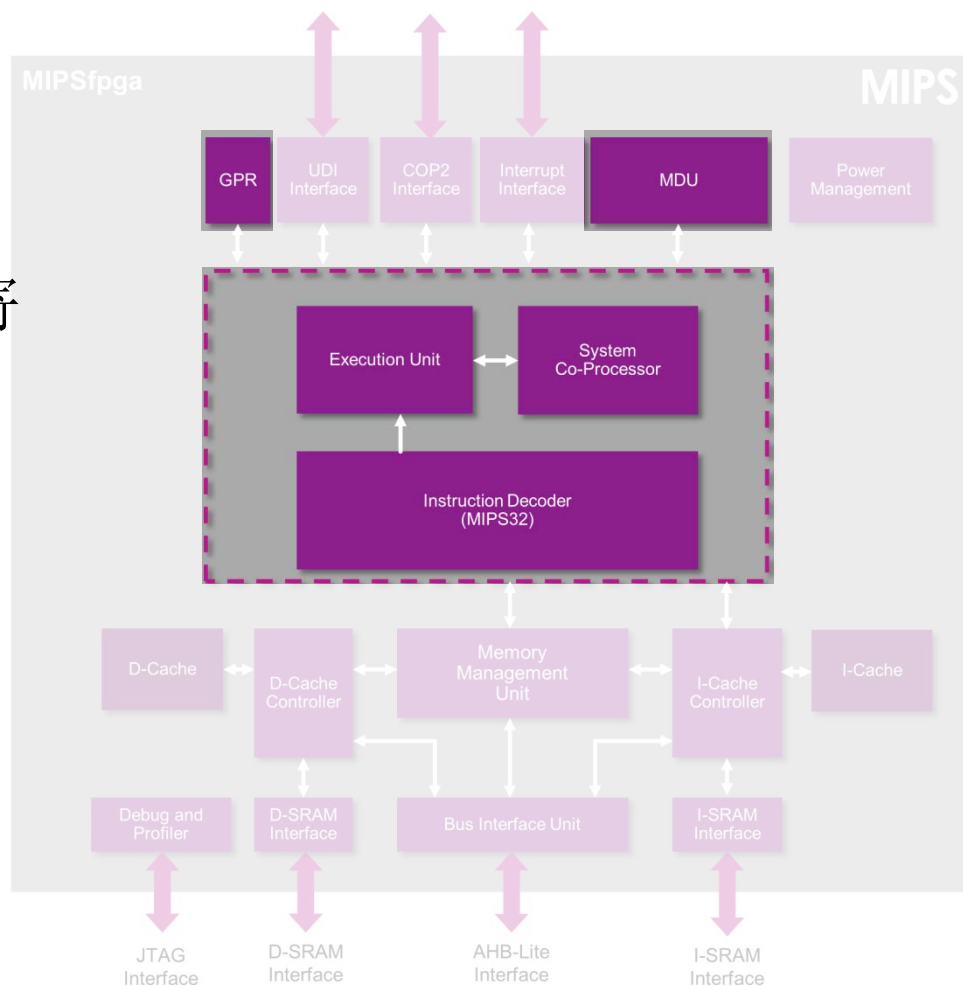 MIPSfpga
MIPS
GPR
UDI
Interface
COP2
Interface
Interrupt
Interface
MDU
Power
Management
Execution Unit
System
Co-Processor
Instruction Decoder
(MIPS32)
D-Cache
D-Cache
Controller
Memory
Management
Unit
I-Cache
Controller
I-Cache
Debug and
Profiler
D-SRAM
Interface
Bus Interface Unit
I-SRAM
Interface
JTAG
Interface
D-SRAM
Interface
AHB-Lite
Interface
I-SRAM
Interface